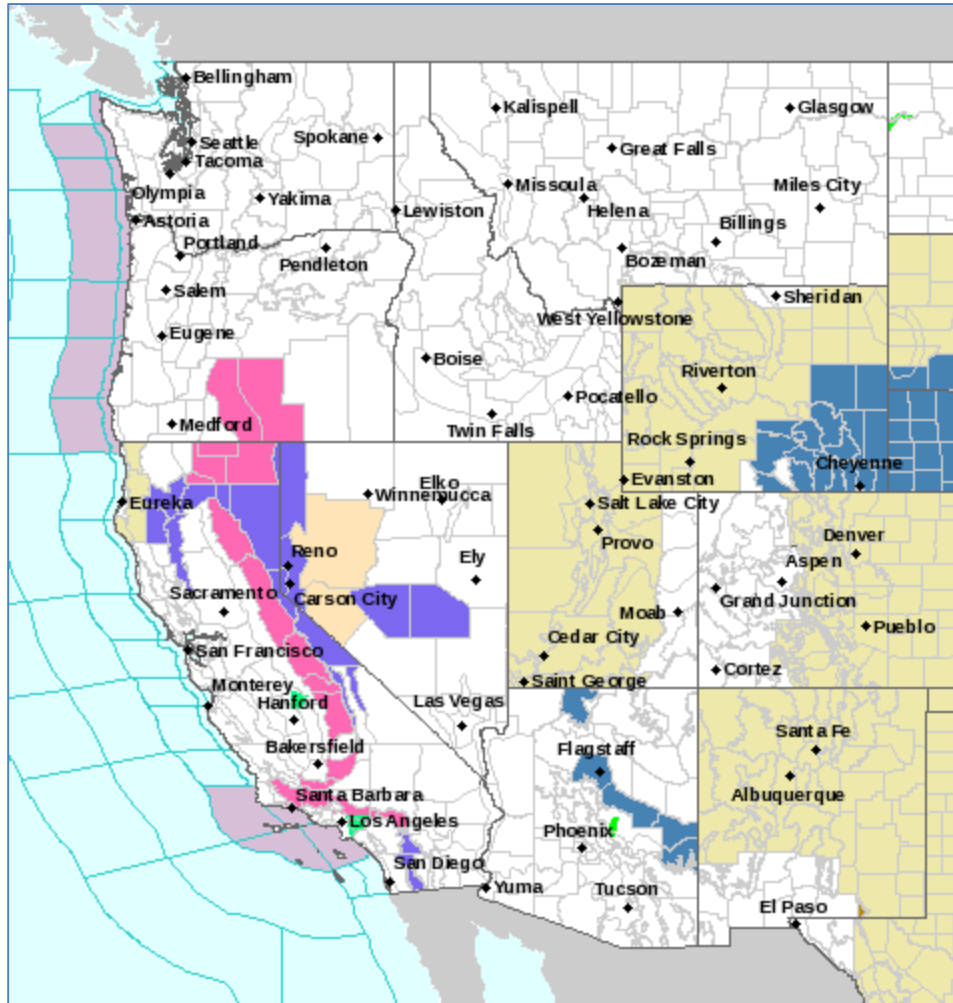 Bellingham
Kalispell
Glasgow
Spokane
Seattle
Great Falls
Tacoma
Missoula
Miles City
Olympia
Yakima
Helena
Lewiston
Astoria
Billings
Portland
Pendleton
Bozeman
Salem
Sheridan
West Yellowstone
Eugene
Boise
Riverton
Pocatello
Medford
Twin Falls
Rock Springs
Cheyenne
Evanston
Elko
Winnemucca
Eureka
Salt Lake City
Provo
Denver
Reno
Ely
Aspen
Sacramento
Carson City
Grand Junction
Moab
Pueblo
Cedar City
San Francisco
Cortez
Saint George
Monterey
Hanford
Las Vegas
Santa Fe
Bakersfield
Flagstaff
Albuquerque
Santa Barbara
Los Angeles
Phoenix
San Diego
Yuma
Tucson
El Paso